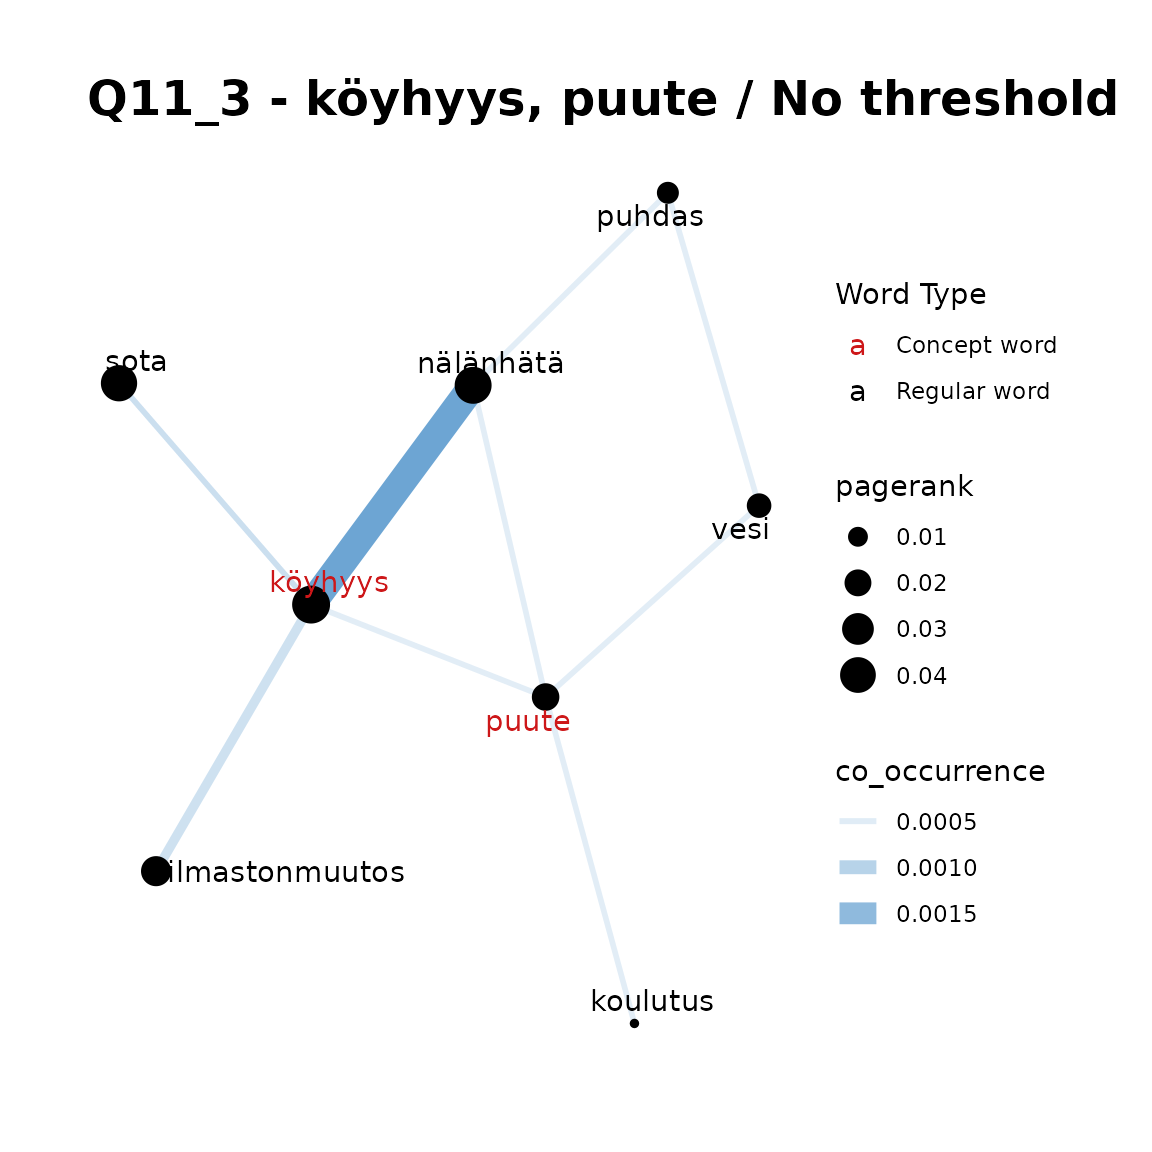 Q11_3 - köyhyys, puute / No threshold
puhdas
sota
nälänhätä
vesi
köyhyys
puute
ilmastonmuutos
koulutus
Word Type
a Concept word
a Regular word
pagerank
0.01
0.02
0.03
0.04
co_occurrence
0.0005
0.0010
0.0015